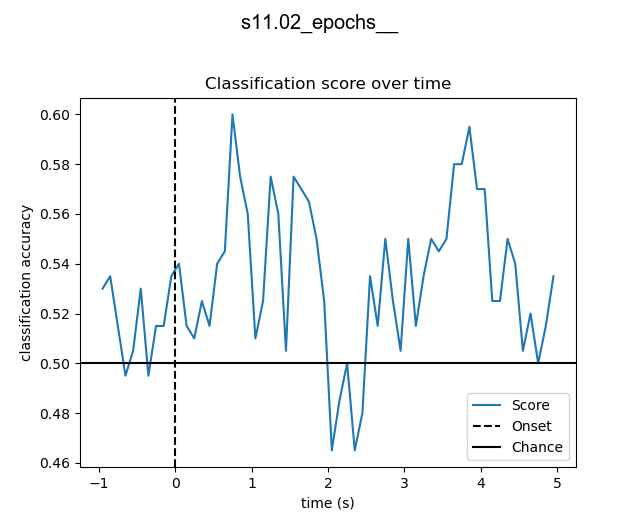 s11.02_epochs__
Classification score over time
classification accuracy
0.60
0.58
0.56
0.54
0.52
0.50
0.48
0.46
Score
Onset
Chance
−1
0
1
2
3
4
5
time (s)